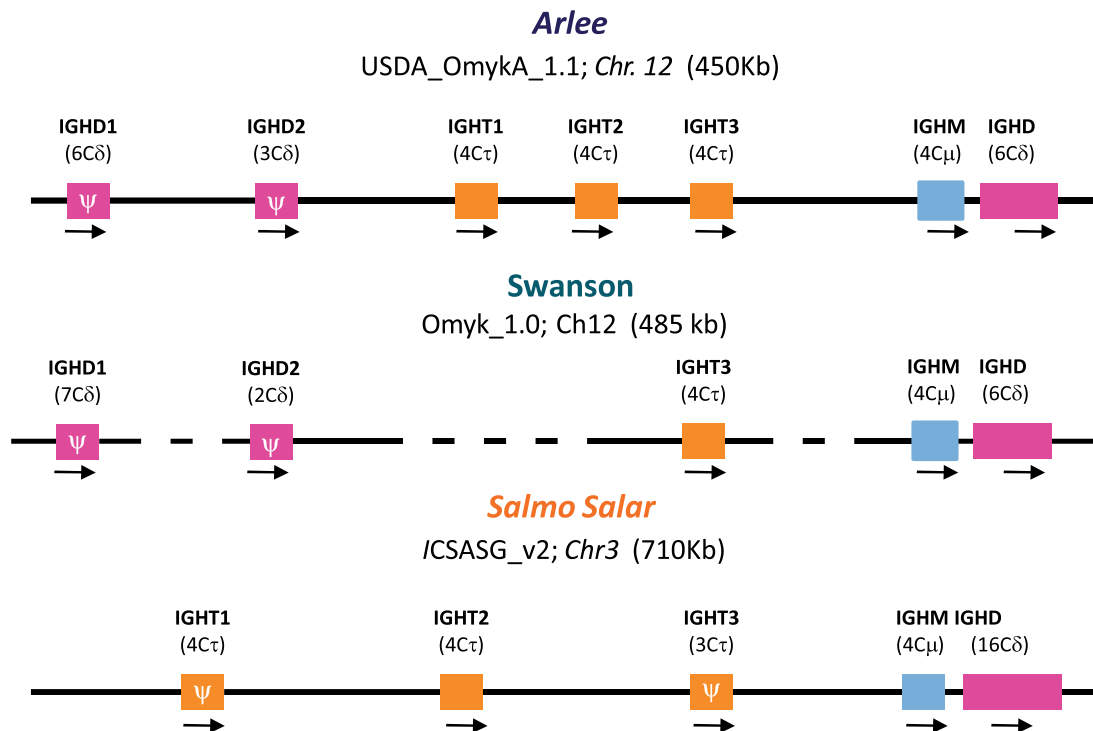 Arlee
USDA_OmykA_1.1; Chr. 12 (450Kb)
IGHD1 IGHD2 IGHT1 IGHT2 IGHT3 IGHM IGHD
(6Cδ) (3Cδ) (4Cτ) (4Cτ) (4Cτ) (4Cμ) (6Cδ)
ψ ψ
Swanson
Omyk_1.0; Ch12 (485 kb)
IGHD1 IGHD2 IGHT3 IGHM IGHD
(7Cδ) (2Cδ) (4Cτ) (4Cμ) (6Cδ)
ψ ψ
Salmo Salar
ICSASG_v2; Chr3 (710Kb)
IGHT1 IGHT2 IGHT3 IGHM IGHD
(4Cτ) (4Cτ) (3Cτ) (4Cμ) (16Cδ)
ψ ψ